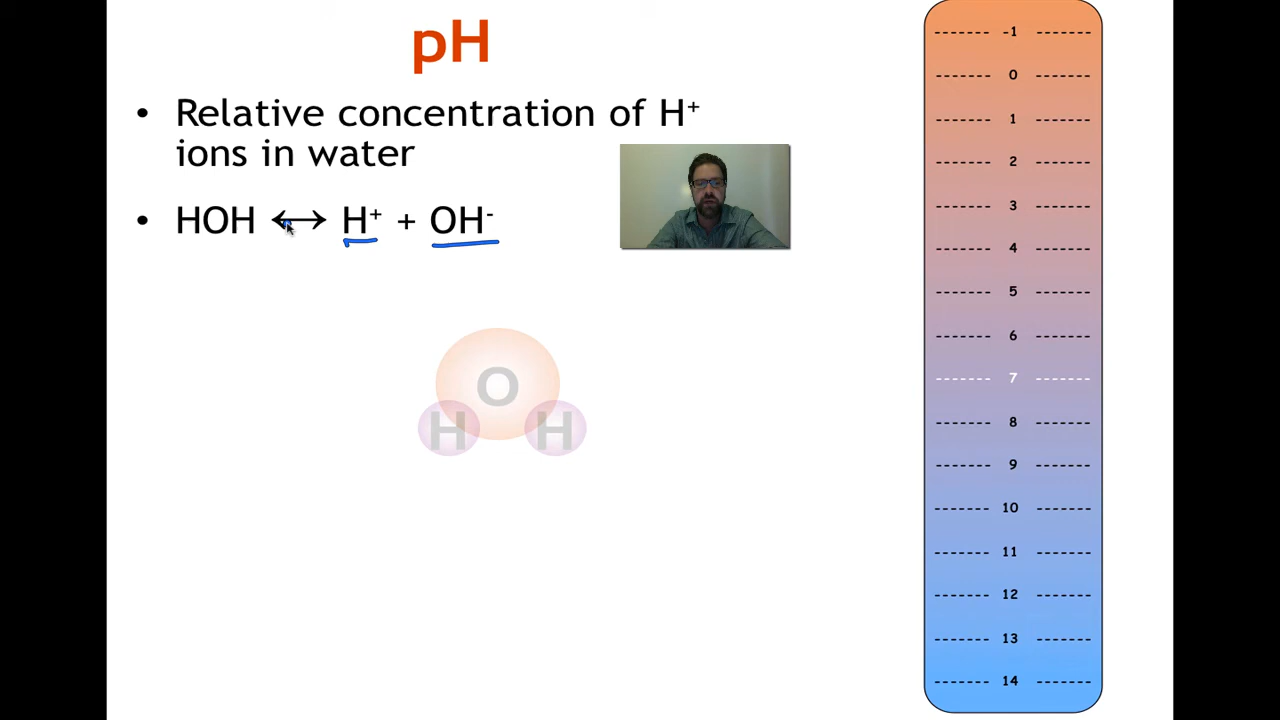 pH
• Relative concentration of H⁺
ions in water
• HOH ↔ H⁺ + OH⁻
O
H H
------- -1 -------
------- 0 -------
------- 1 -------
------- 2 -------
------- 3 -------
------- 4 -------
------- 5 -------
------- 6 -------
------- 7 -------
------- 8 -------
------- 9 -------
------- 10 -------
------- 11 -------
------- 12 -------
------- 13 -------
------- 14 -------